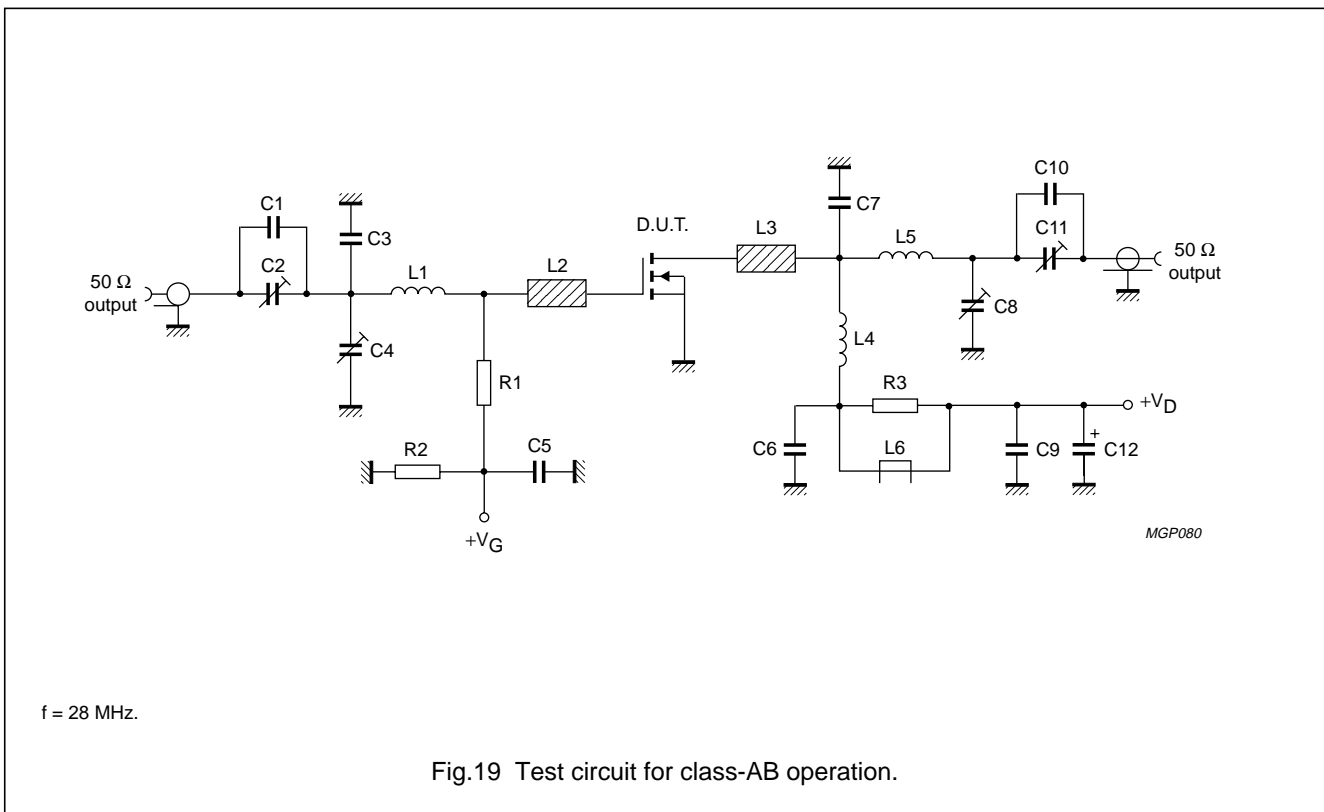 C10
C1
C7
D.U.T.
L3
C11
C3
L5
50 Ω
output
C2
L1
L2
50 Ω
output
C8
C4
L4
R1
R3
+VD
R2
C5
C6
L6
C9
+
C12
+VG
MGP080
f = 28 MHz.
Fig.19 Test circuit for class-AB operation.